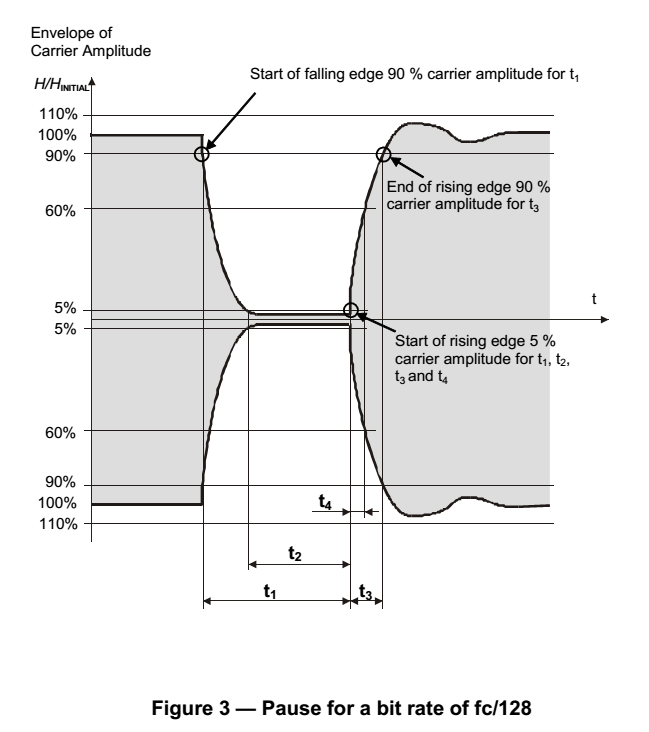 Envelope of
Carrier Amplitude
H/HINITIAL
Start of falling edge 90 % carrier amplitude for t1
110%
100%
90%
End of rising edge 90 %
carrier amplitude for t3
60%
5%
t
5%
Start of rising edge 5 %
carrier amplitude for t1, t2,
t3 and t4
60%
90%
100%
110%
t4
t2
t1
t3
Figure 3 — Pause for a bit rate of fc/128